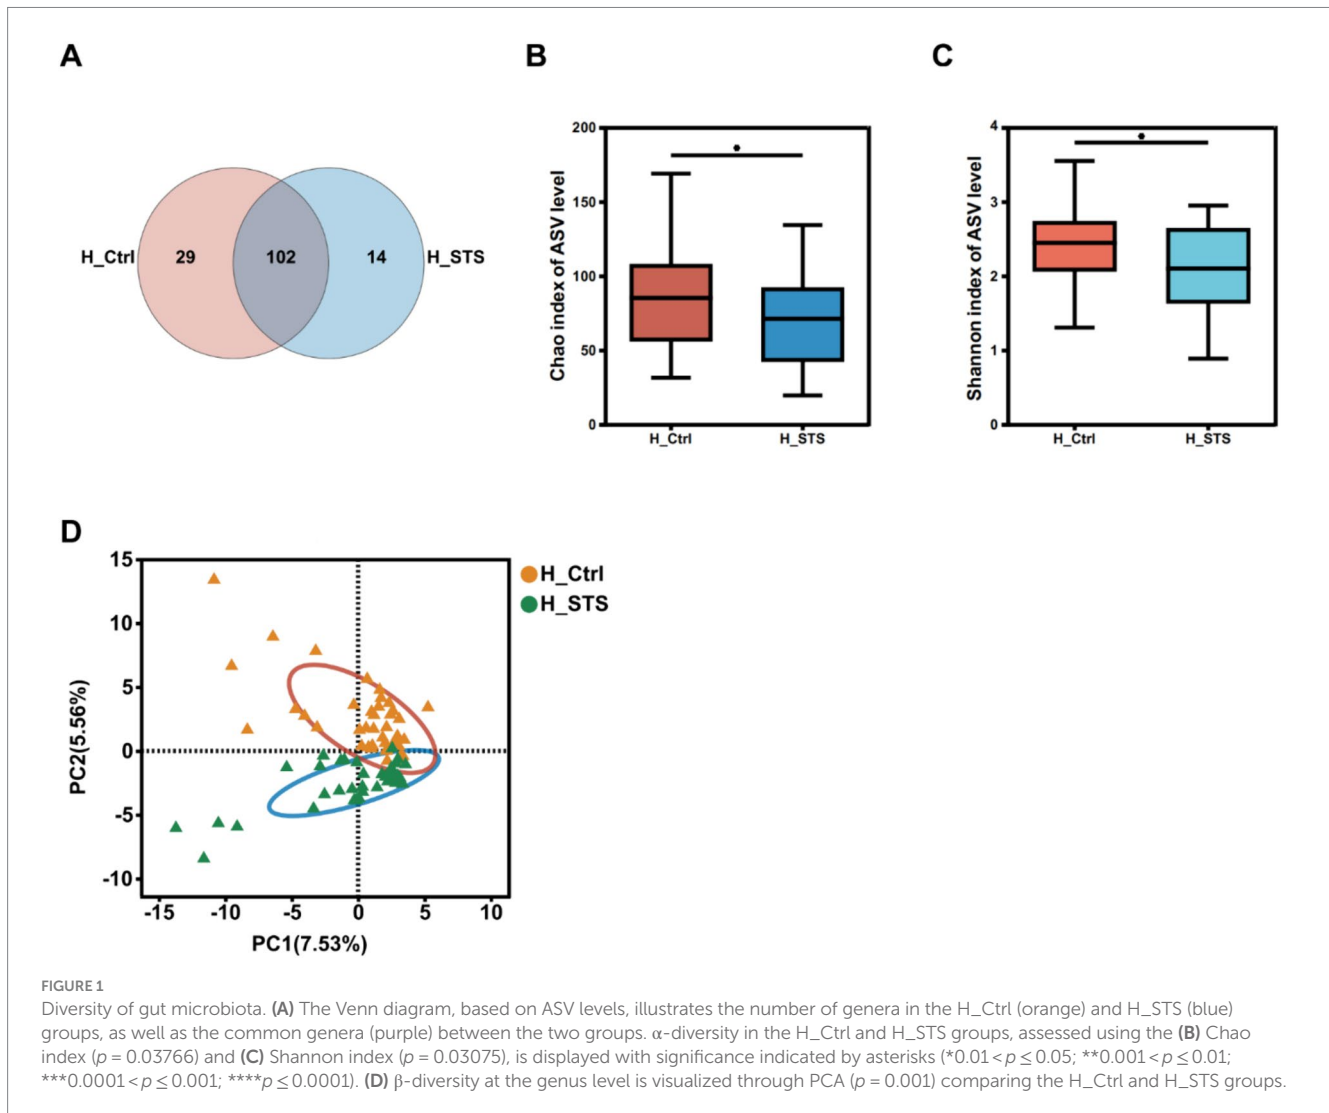 A
H_Ctrl
29
102
14
H_STS
B
200
150
100
50
0
Chao index of ASV level
*
H_Ctrl
H_STS
C
4
3
2
1
0
Shannon index of ASV level
*
H_Ctrl
H_STS
D
15
10
5
0
-5
-10
PC2(5.56%)
-15
-10
-5
0
5
10
PC1(7.53%)
H_Ctrl
H_STS
FIGURE 1
Diversity of gut microbiota. (A) The Venn diagram, based on ASV levels, illustrates the number of genera in the H_Ctrl (orange) and H_STS (blue)
groups, as well as the common genera (purple) between the two groups. α-diversity in the H_Ctrl and H_STS groups, assessed using the (B) Chao
index (p = 0.03766) and (C) Shannon index (p = 0.03075), is displayed with significance indicated by asterisks (*0.01 < p ≤ 0.05; **0.001 < p ≤ 0.01;
***0.0001 < p ≤ 0.001; ****p ≤ 0.0001). (D) β-diversity at the genus level is visualized through PCA (p = 0.001) comparing the H_Ctrl and H_STS groups.